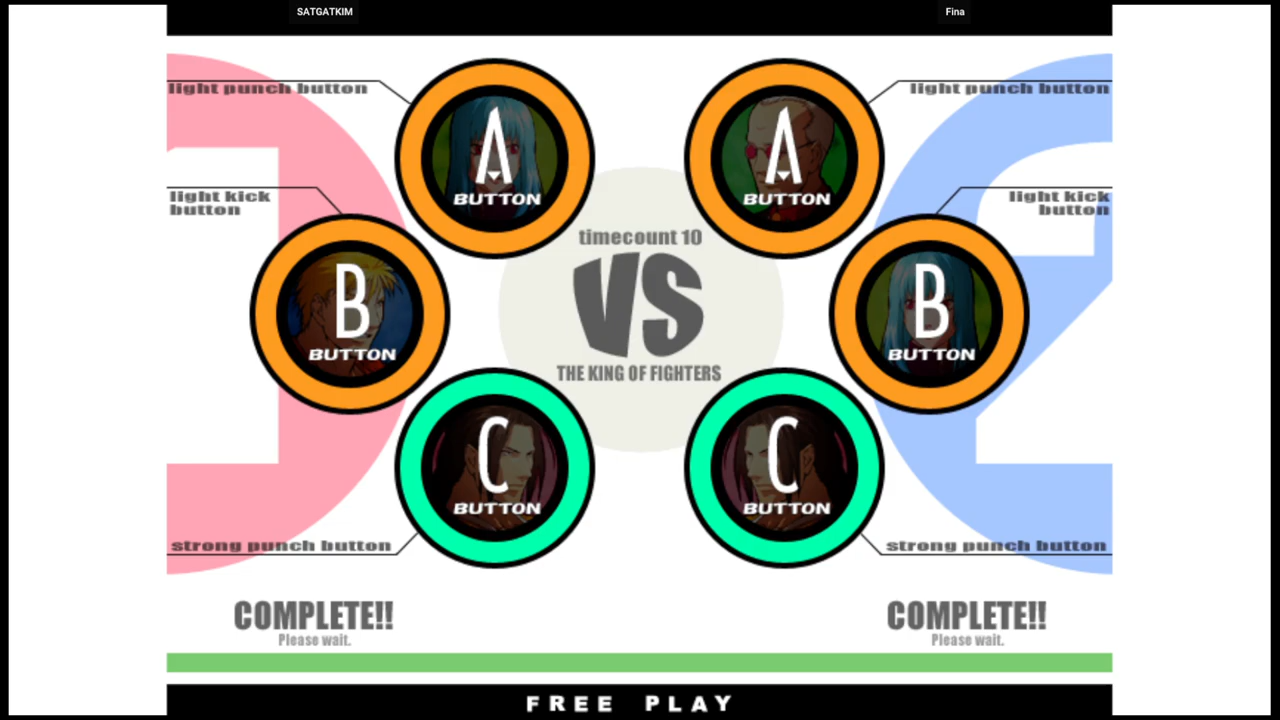 SATGATKIM
Fina
light punch button
A
BUTTON
A
BUTTON
light punch button
light kick
button
light kick
button
1
2
timecount 10
VS
THE KING OF FIGHTERS
B
BUTTON
B
BUTTON
C
BUTTON
C
BUTTON
strong punch button
strong punch button
COMPLETE!!
Please wait.
COMPLETE!!
Please wait.
FREE PLAY